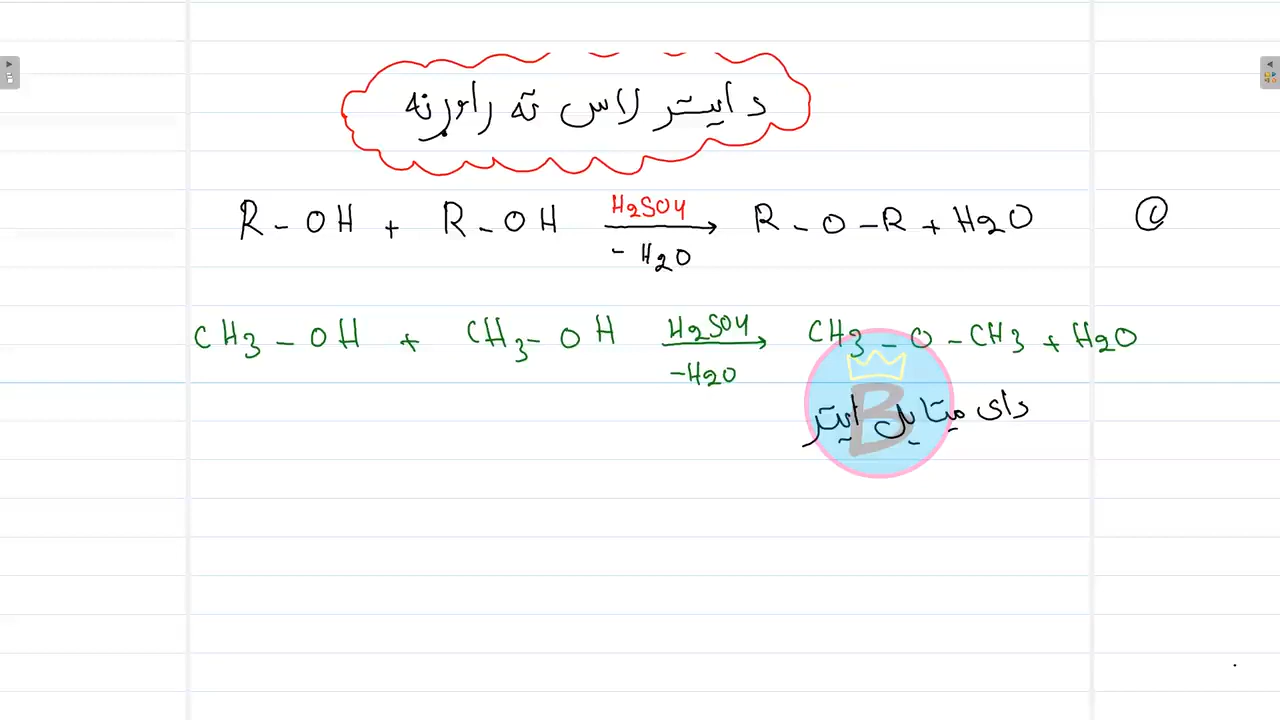 د ایتر لاس ته راوړنه
R - OH + R - OH H2SO4 - H2O R - O - R + H2O
CH3 - OH + CH3 - OH H2SO4 - H2O CH3 - O - CH3 + H2O
دای میتایل ایتر
B